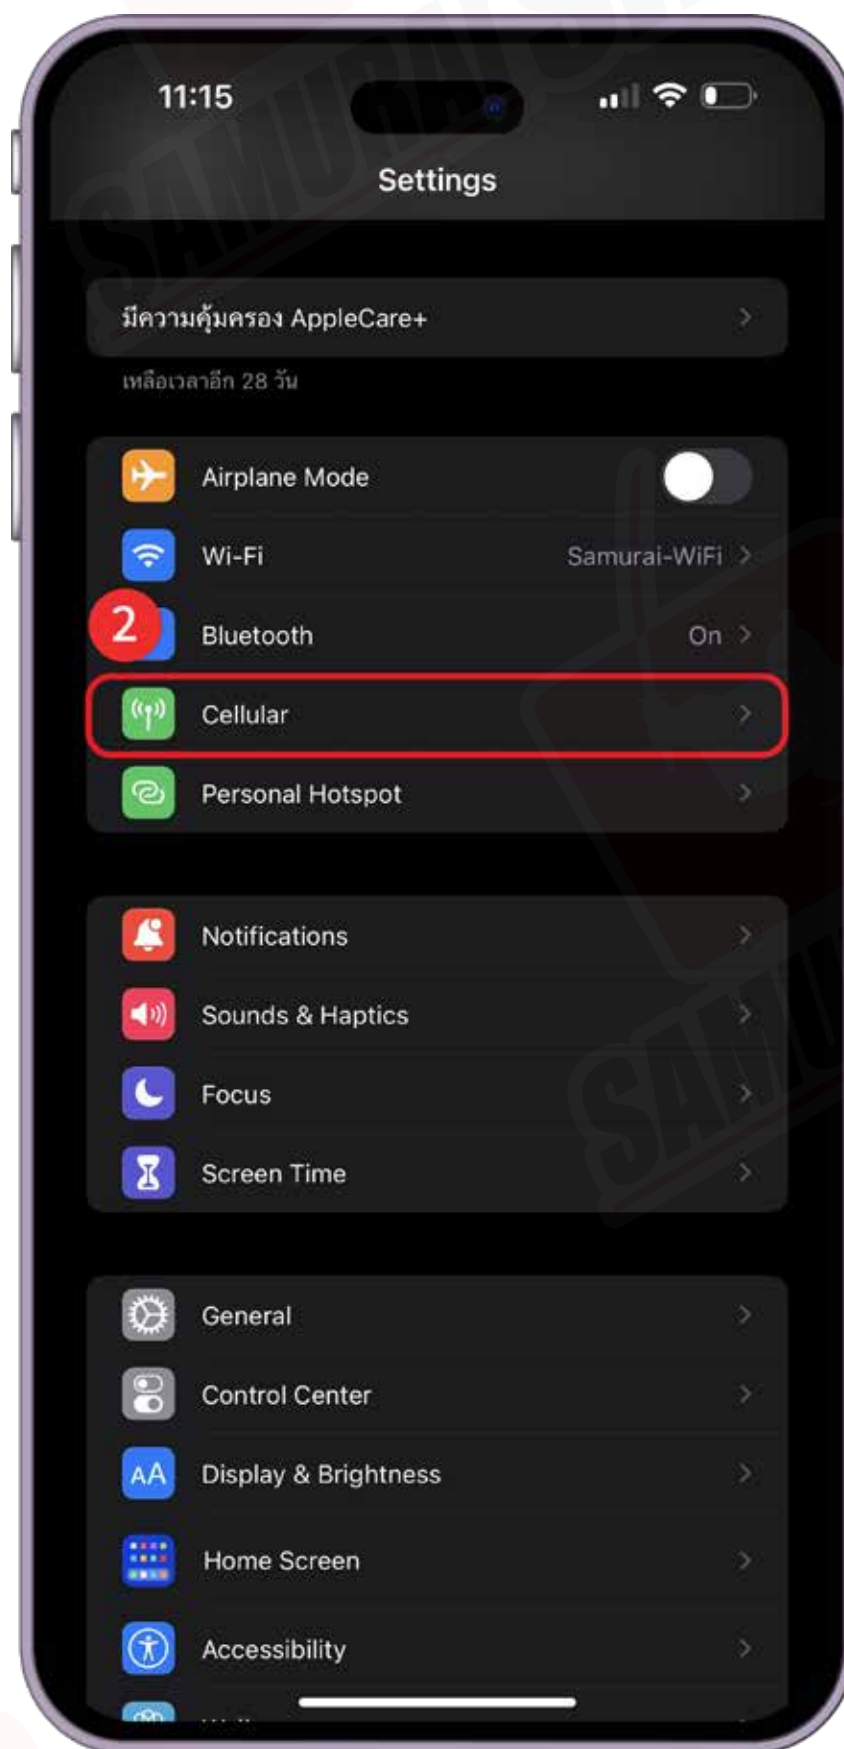 11:15
Settings
มีความคุ้มครอง AppleCare+
เหลือเวลาอีก 28 วัน
Airplane Mode
Wi-Fi Samurai-WiFi
2
Bluetooth On
Cellular
Personal Hotspot
Notifications
Sounds & Haptics
Focus
Screen Time
General
Control Center
AA Display & Brightness
Home Screen
Accessibility
SAMURAI